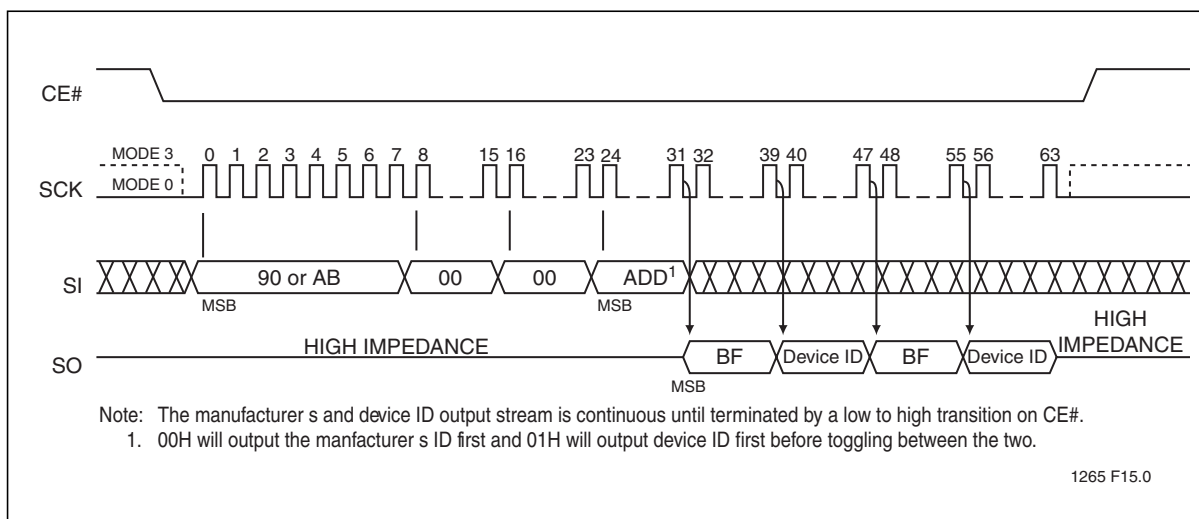 CE#
MODE 3
0 1 2 3 4 5 6 7 8 15 16 23 24 31 32 39 40 47 48 55 56 63
SCK
MODE 0
SI
90 or AB 00 00 ADD1
MSB MSB
HIGH IMPEDANCE
HIGH IMPEDANCE
SO
BF Device ID BF Device ID
MSB
Note: The manufacturer s and device ID output stream is continuous until terminated by a low to high transition on CE#.
1. 00H will output the manfacturer s ID first and 01H will output device ID first before toggling between the two.
1265 F15.0